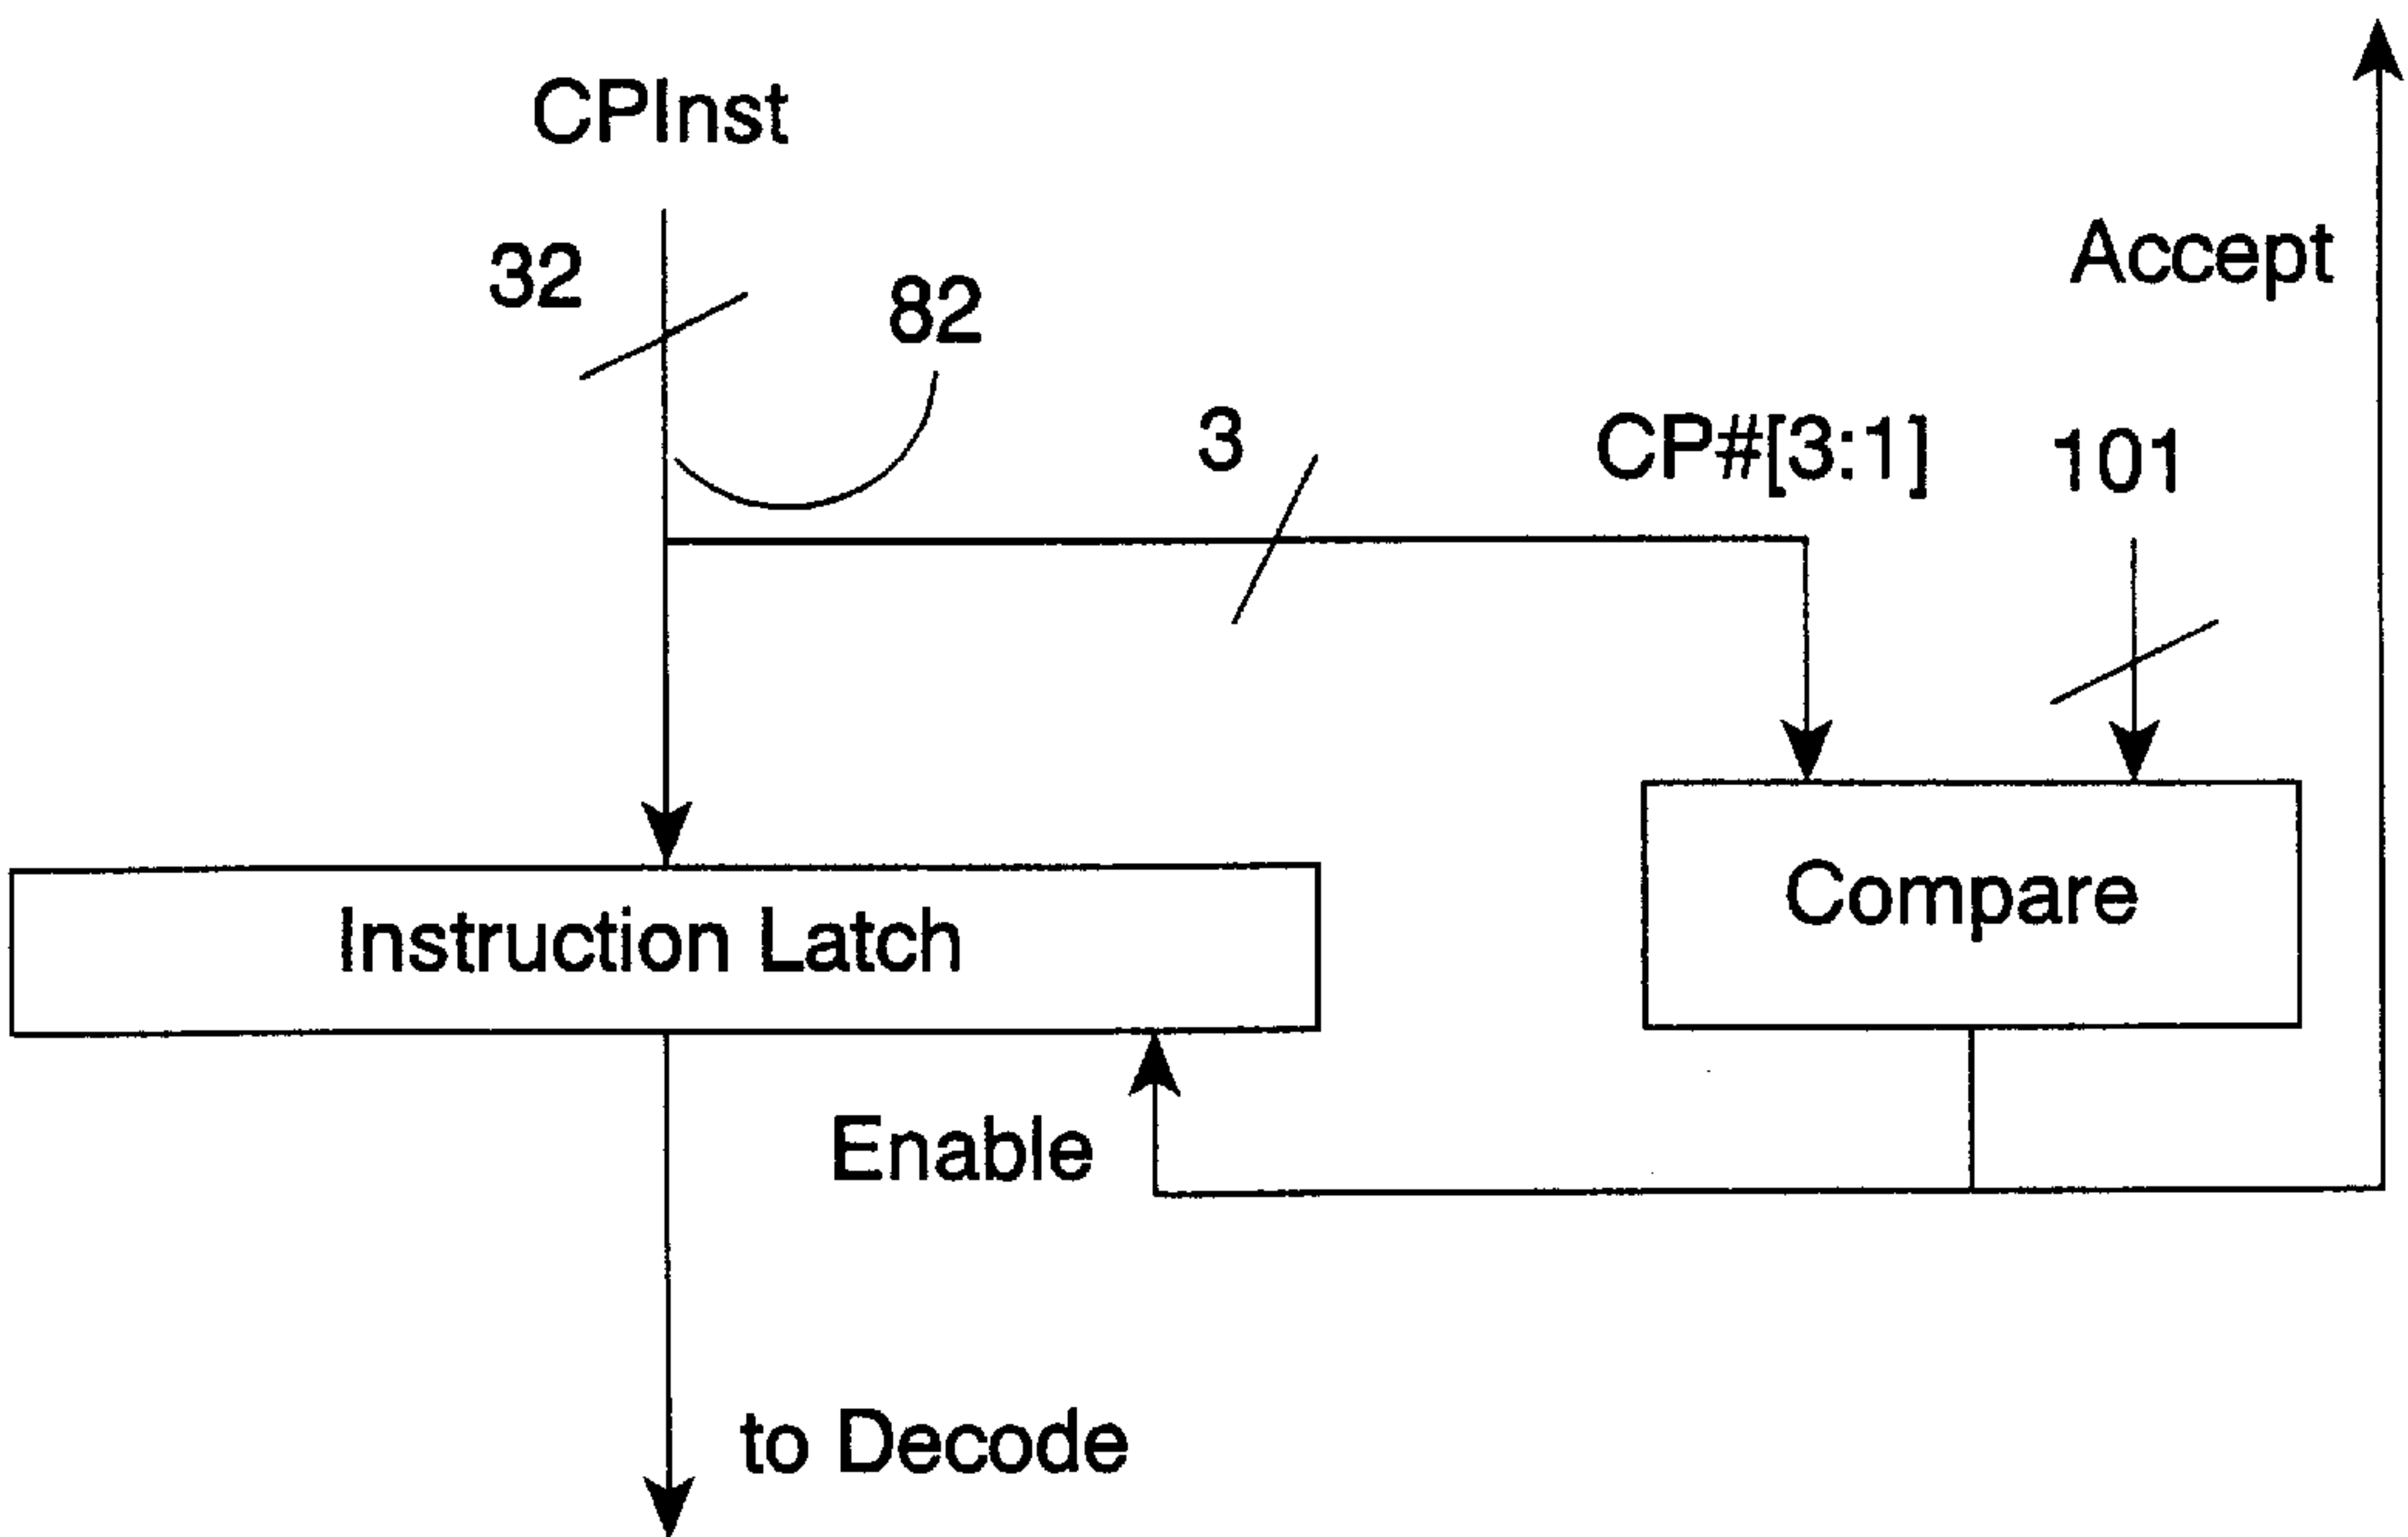 CPInst
Accept
32
82
3
CP#[3:1]
101
Compare
Instruction Latch
Enable
to Decode